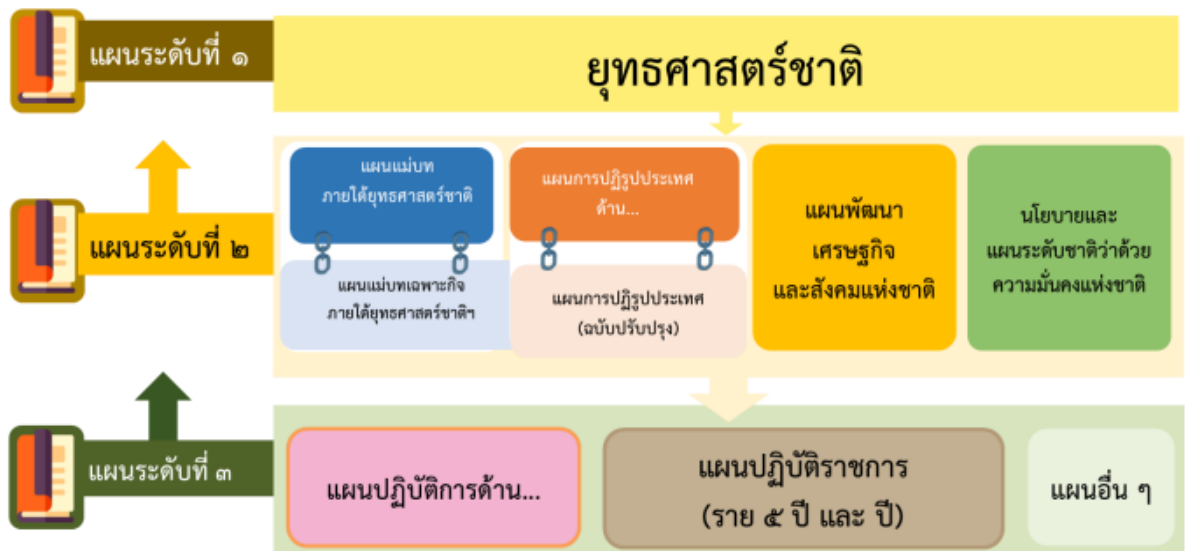 แผนระดับที่ ๑
ยุทธศาสตร์ชาติ
แผนระดับที่ ๒
แผนแม่บท
ภายใต้ยุทธศาสตร์ชาติ
แผนแม่บทเฉพาะกิจ
ภายใต้ยุทธศาสตร์ชาติฯ
แผนการปฏิรูปประเทศ
ด้าน...
แผนการปฏิรูปประเทศ
(ฉบับปรับปรุง)
แผนพัฒนา
เศรษฐกิจ
และสังคมแห่งชาติ
นโยบายและ
แผนระดับชาติว่าด้วย
ความมั่นคงแห่งชาติ
แผนระดับที่ ๓
แผนปฏิบัติการด้าน...
แผนปฏิบัติราชการ
(ราย ๕ ปี และ ปี)
แผนอื่น ๆ